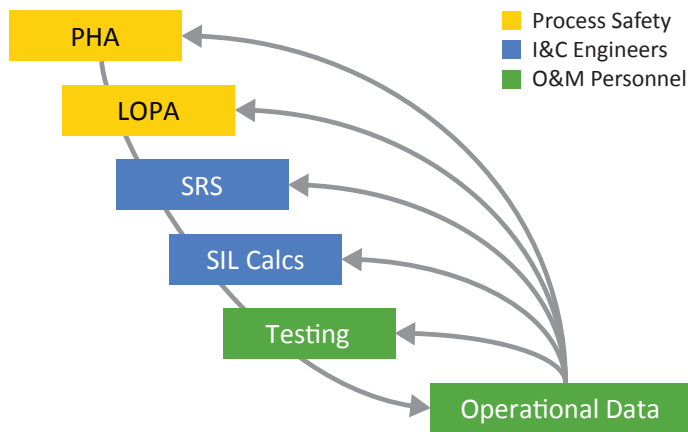 PHA
Process Safety
I&C Engineers
O&M Personnel
LOPA
SRS
SIL Calcs
Testing
Operational Data